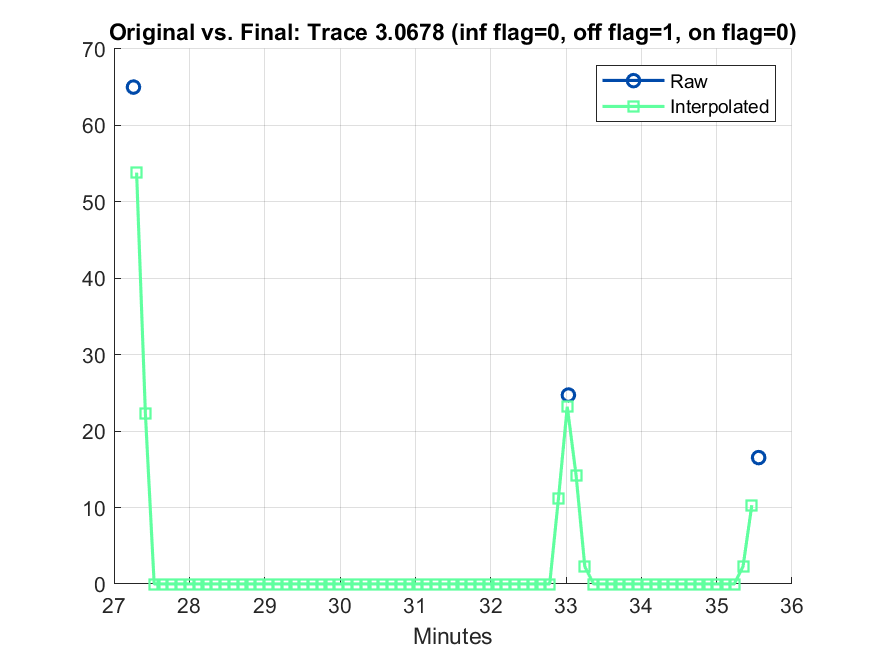 Original vs. Final: Trace 3.0678 (inf flag=0, off flag=1, on flag=0)
70
60
50
40
30
20
10
0
Raw
Interpolated
27 28 29 30 31 32 33 34 35 36
Minutes